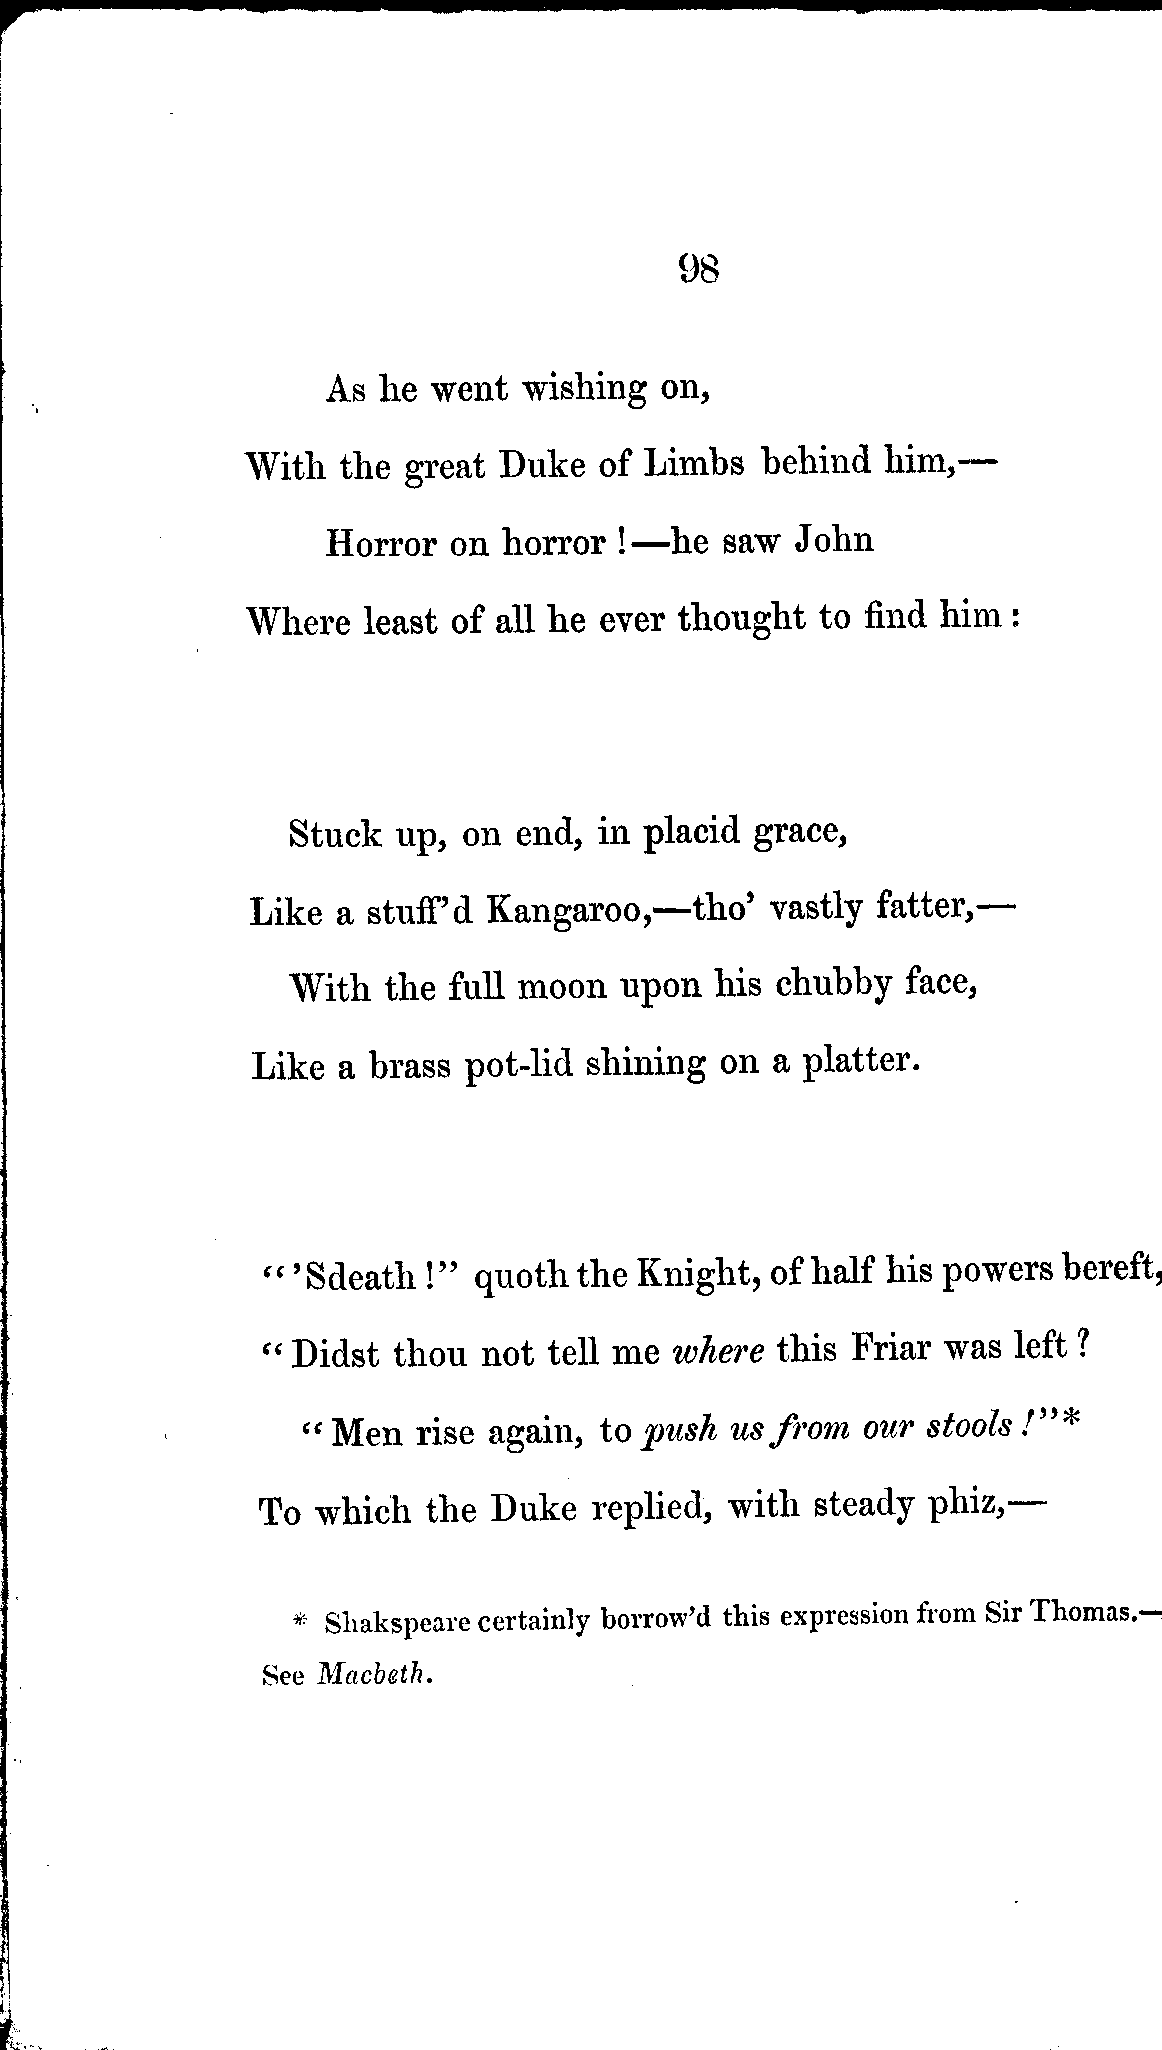 98
As he went wishing on,
With the great Duke of Limbs behind him,—
Horror on horror !—he saw John
Where least of all he ever thought to find him :
Stuck up, on end, in placid grace,
Like a stuff'd Kangaroo,—tho' vastly fatter,—
With the full moon upon his chubby face,
Like a brass pot-lid shining on a platter.
“ 'Sdeath !” quoth the Knight, of half his powers bereft,
“ Didst thou not tell me where this Friar was left ?
“ Men rise again, to push us from our stools !”*
To which the Duke replied, with steady phiz,—
* Shakspeare certainly borrow'd this expression from Sir Thomas.—
See Macbeth.